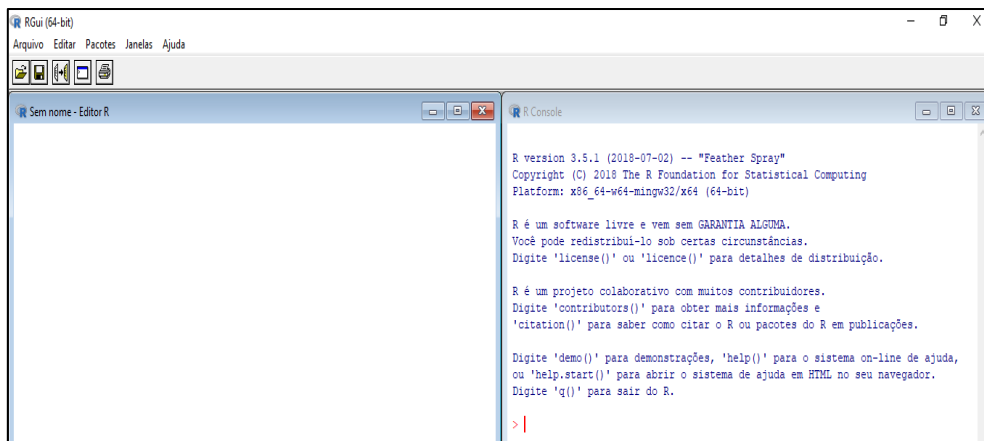 RGui (64-bit)
Arquivo Editar Pacotes Janelas Ajuda
Sem nome - Editor R
R Console
R version 3.5.1 (2018-07-02) -- "Feather Spray"
Copyright (C) 2018 The R Foundation for Statistical Computing
Platform: x86_64-w64-mingw32/x64 (64-bit)
R é um software livre e vem sem GARANTIA ALGUMA.
Você pode redistribuí-lo sob certas circunstâncias.
Digite 'license()' ou 'licence()' para detalhes de distribuição.
R é um projeto colaborativo com muitos contribuidores.
Digite 'contributors()' para obter mais informações e
'citation()' para saber como citar o R ou pacotes do R em publicações.
Digite 'demo()' para demonstrações, 'help()' para o sistema on-line de ajuda,
ou 'help.start()' para abrir o sistema de ajuda em HTML no seu navegador.
Digite 'q()' para sair do R.
>